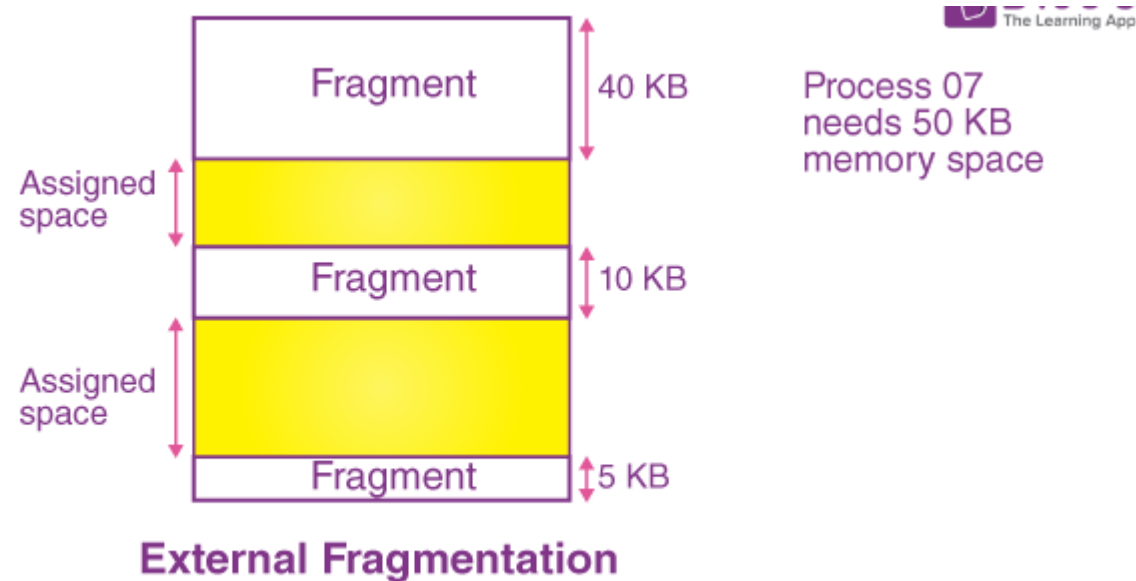 The Learning App
Fragment
40 KB
Process 07
needs 50 KB
memory space
Assigned
space
Fragment
10 KB
Assigned
space
Fragment
5 KB
External Fragmentation